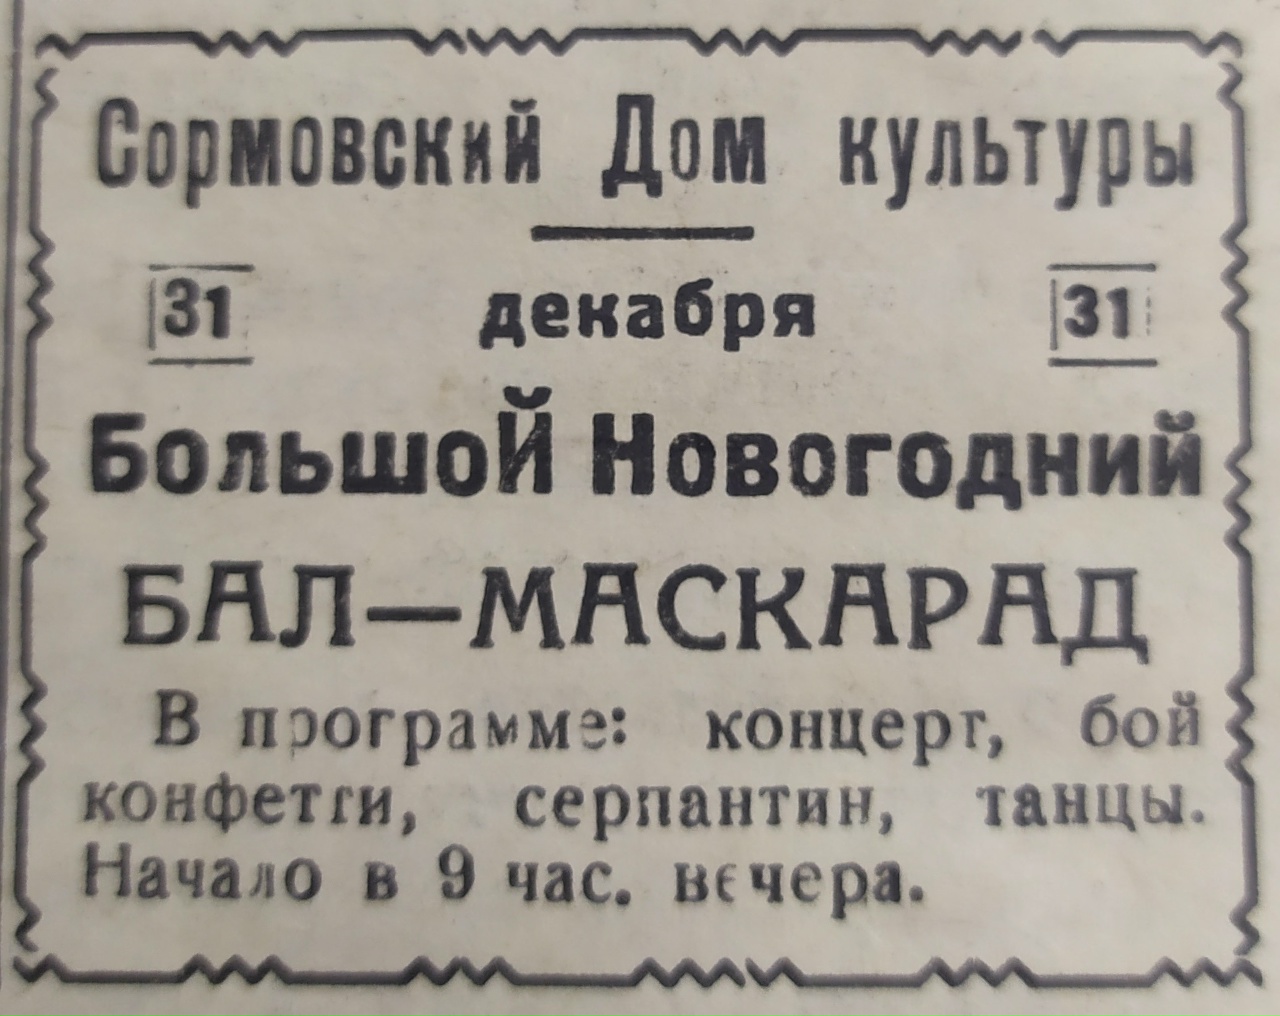 Сормовский Дом культуры
31 декабря 31
БольшоЙ Новогодний
БАЛ—МАСКАРАД
В программе: концерт, бой
конфетти, серпантин, танцы.
Начало в 9 час. вечера.